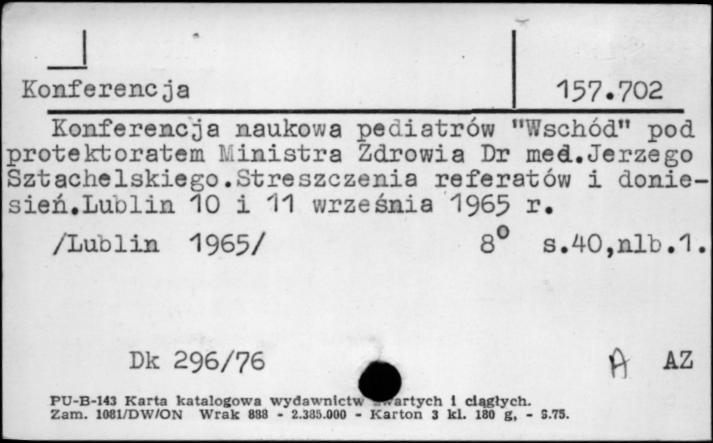 Konferencja 157.702
Konferencja naukowa pediatrów "Wschód" pod
protektoratem Ministra Zdrowia Dr med.Jerzego
Sztachelskiego.Streszczenia referatów i donie-
sień.Lublin 10 i 11 września 1965 r.
/Lublin 1965/ 8° s.40,nlb.1.
Dk 296/76 A AZ
PU-B-143 Karta katalogowa wydawnictw zwartych i ciągłych.
Zam. 1081/DW/ON Wrak 888 - 2.385.000 - Karton 3 kl. 180 g, - S.75.